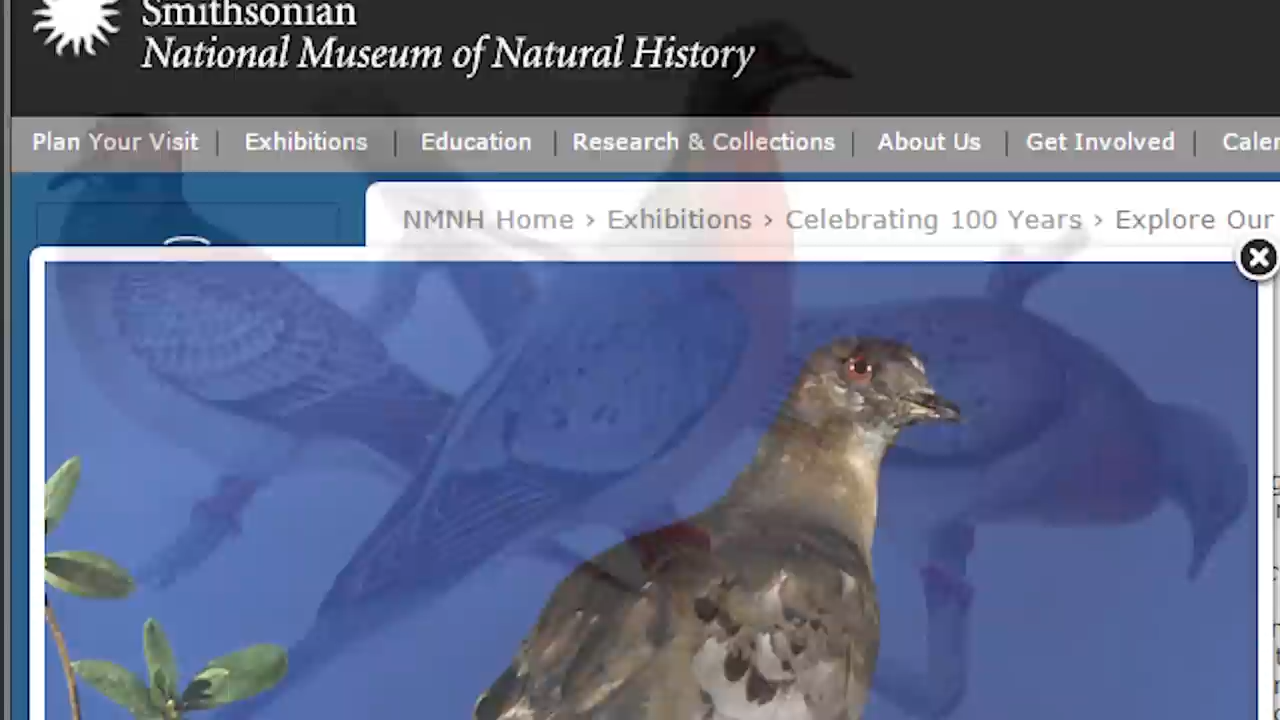 Smithsonian
National Museum of Natural History
Plan Your Visit | Exhibitions | Education | Research & Collections | About Us | Get Involved |
NMNH Home › Exhibitions › Celebrating 100 Years › Explore Our